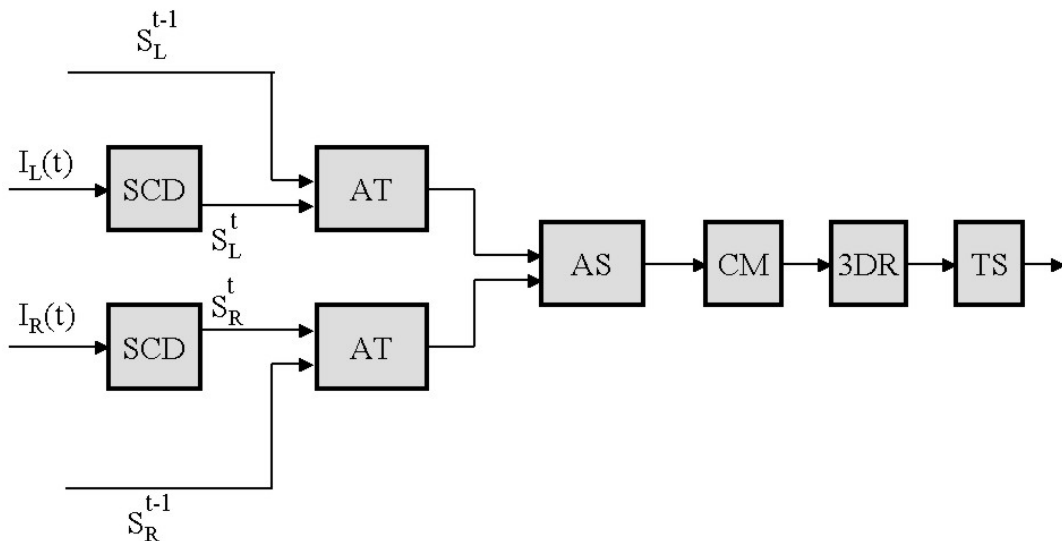 S_L^{t-1}
I_L(t)
SCD
AT
S_L^t
AS
CM
3DR
TS
S_R^t
I_R(t)
SCD
AT
S_R^{t-1}